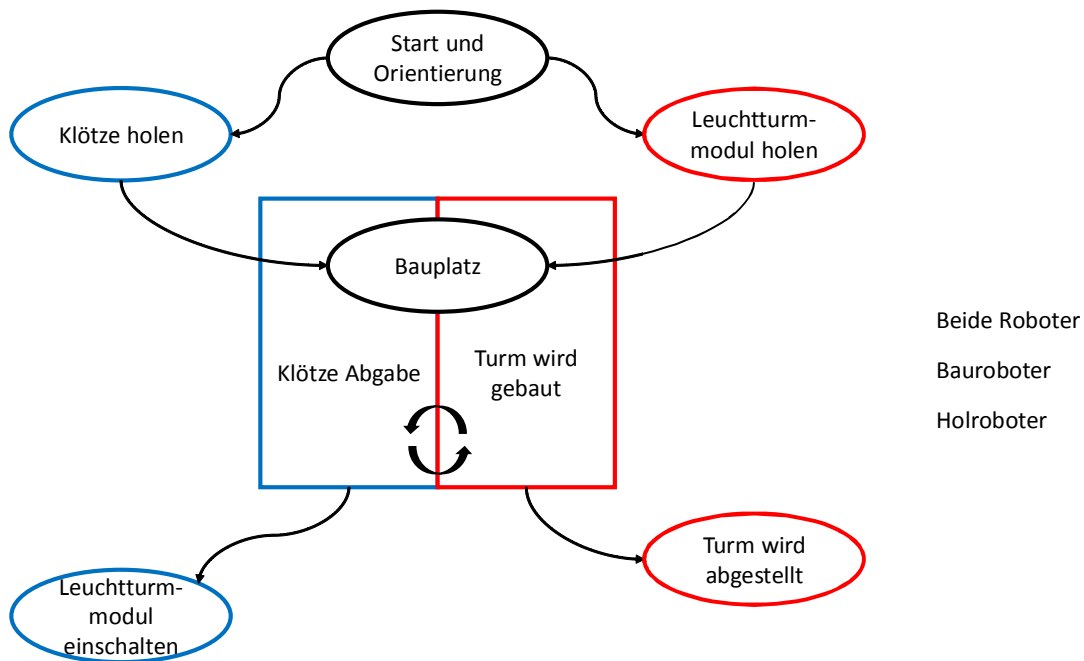 Start und
Orientierung
Klötze holen
Leuchtturm-
modul holen
Bauplatz
Klötze Abgabe
Turm wird
gebaut
Beide Roboter
Bauroboter
Holroboter
Turm wird
abgestellt
Leuchtturm-
modul
einschalten